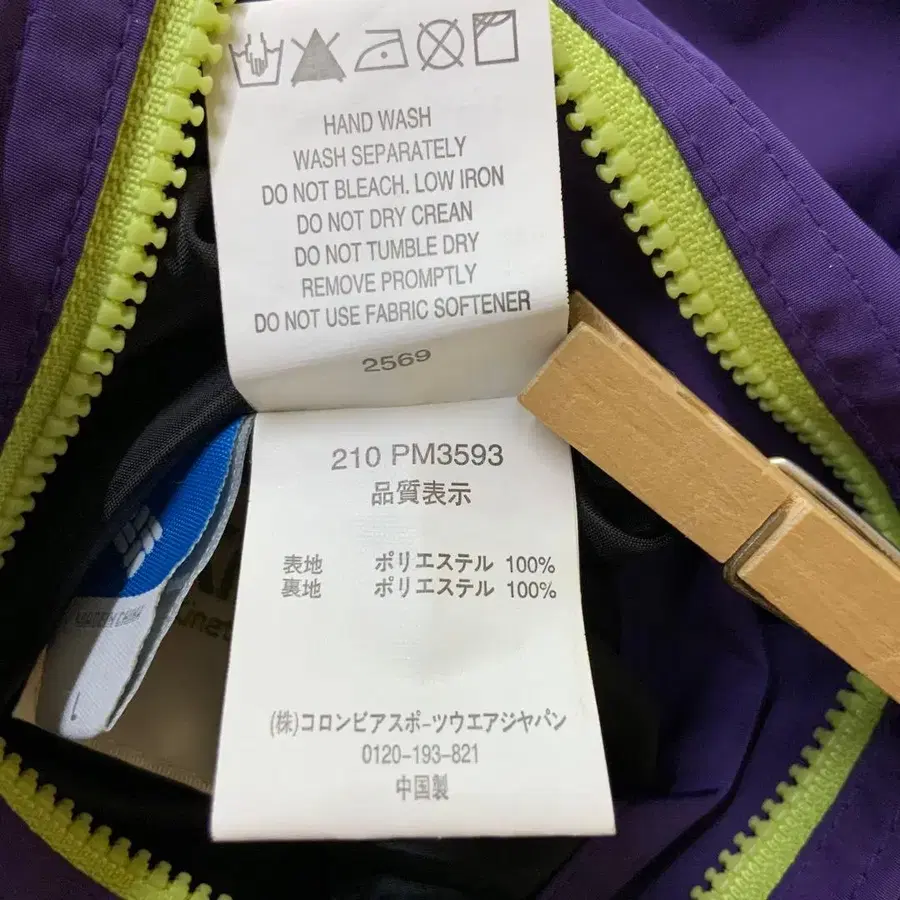 HAND WASH
WASH SEPARATELY
DO NOT BLEACH. LOW IRON
DO NOT DRY CREAN
DO NOT TUMBLE DRY
REMOVE PROMPTLY
DO NOT USE FABRIC SOFTENER
2569
210 PM3593
品質表示
表地 ポリエステル 100%
裏地 ポリエステル 100%
(株)コロンビアスポーツウエアジャパン
0120-193-821
中国製
MADE IN CHINA
L